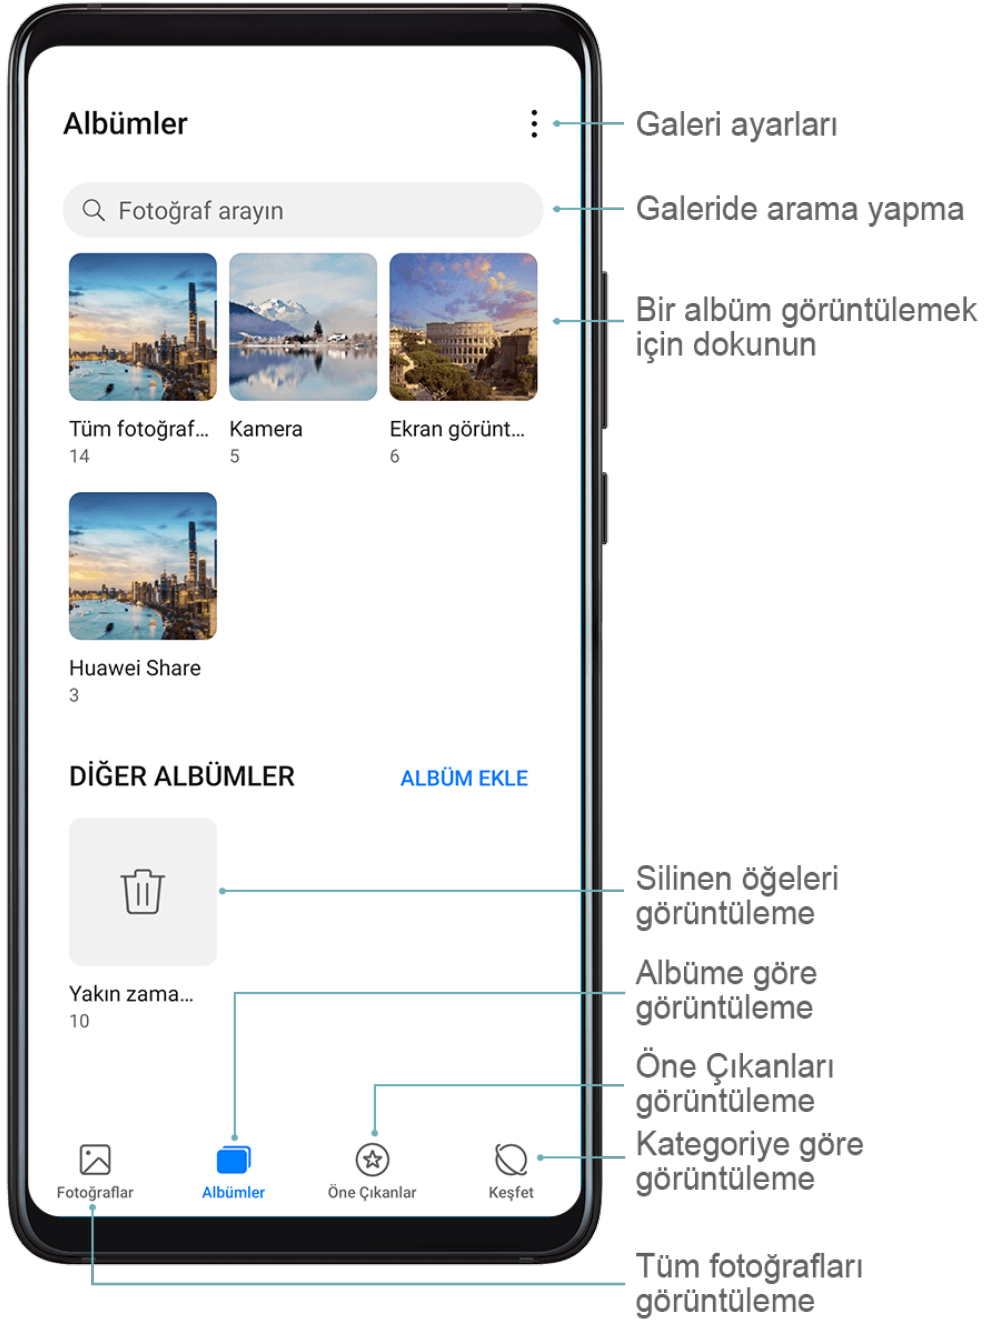 Albümler
Galeri ayarları
Fotoğraf arayın
Galeride arama yapma
Bir albüm görüntülemek
için dokunun
Tüm fotoğraf...
14
Kamera
5
Ekran görünt...
6
Huawei Share
3
DİĞER ALBÜMLER
ALBÜM EKLE
Silinen öğeleri
görüntüleme
Yakın zama...
10
Albüme göre
görüntüleme
Öne Çıkanları
görüntüleme
Kategoriye göre
görüntüleme
Fotoğraflar
Albümler
Öne Çıkanlar
Keşfet
Tüm fotoğrafları
görüntüleme